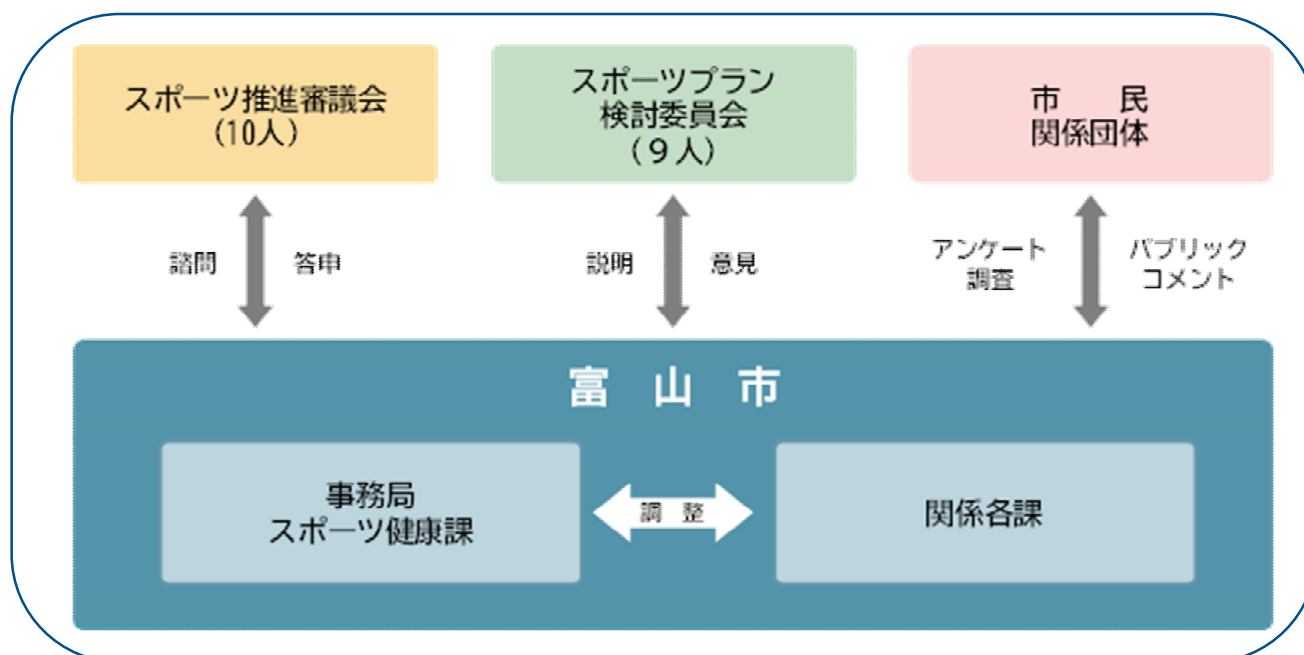 スポーツ推進審議会
(10人)
スポーツプラン
検討委員会
(９人)
市　　民
関係団体
諮問
答申
説明
意見
アンケート
調査
パブリック
コメント
富　山　市
事務局
スポーツ健康課
調　整
関係各課